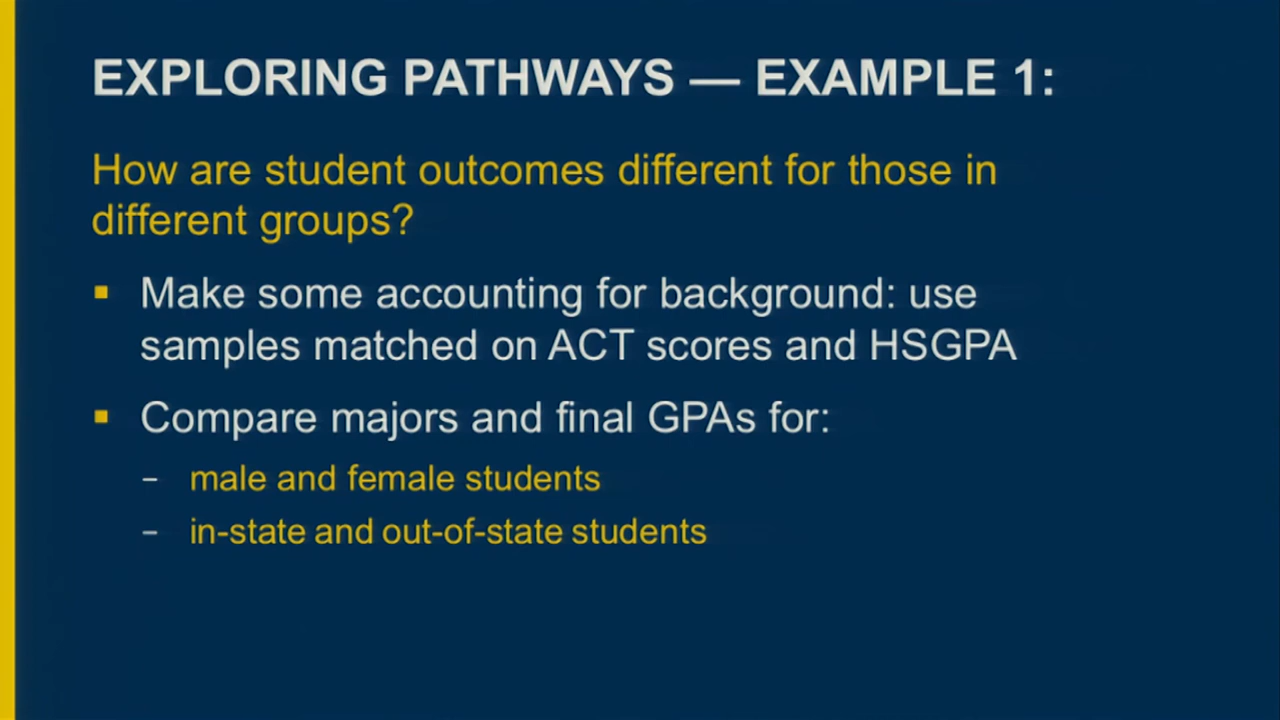 EXPLORING PATHWAYS — EXAMPLE 1:
How are student outcomes different for those in
different groups?
▪ Make some accounting for background: use
samples matched on ACT scores and HSGPA
▪ Compare majors and final GPAs for:
– male and female students
– in-state and out-of-state students